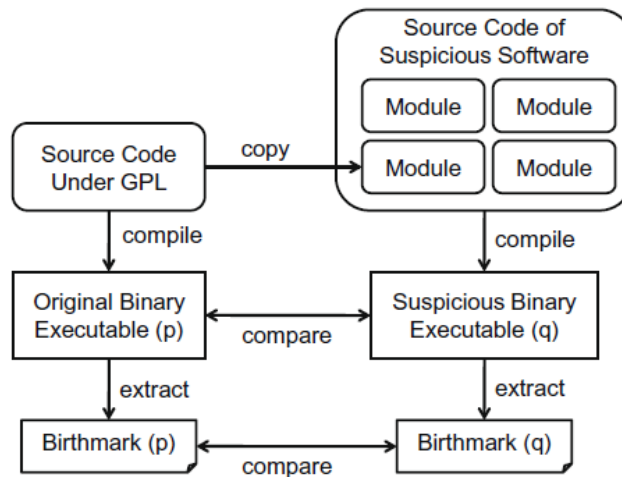 Source Code of
Suspicious Software
Module
Module
Source Code
Under GPL
copy
Module
Module
compile
compile
Original Binary
Executable (p)
compare
Suspicious Binary
Executable (q)
extract
extract
Birthmark (p)
compare
Birthmark (q)